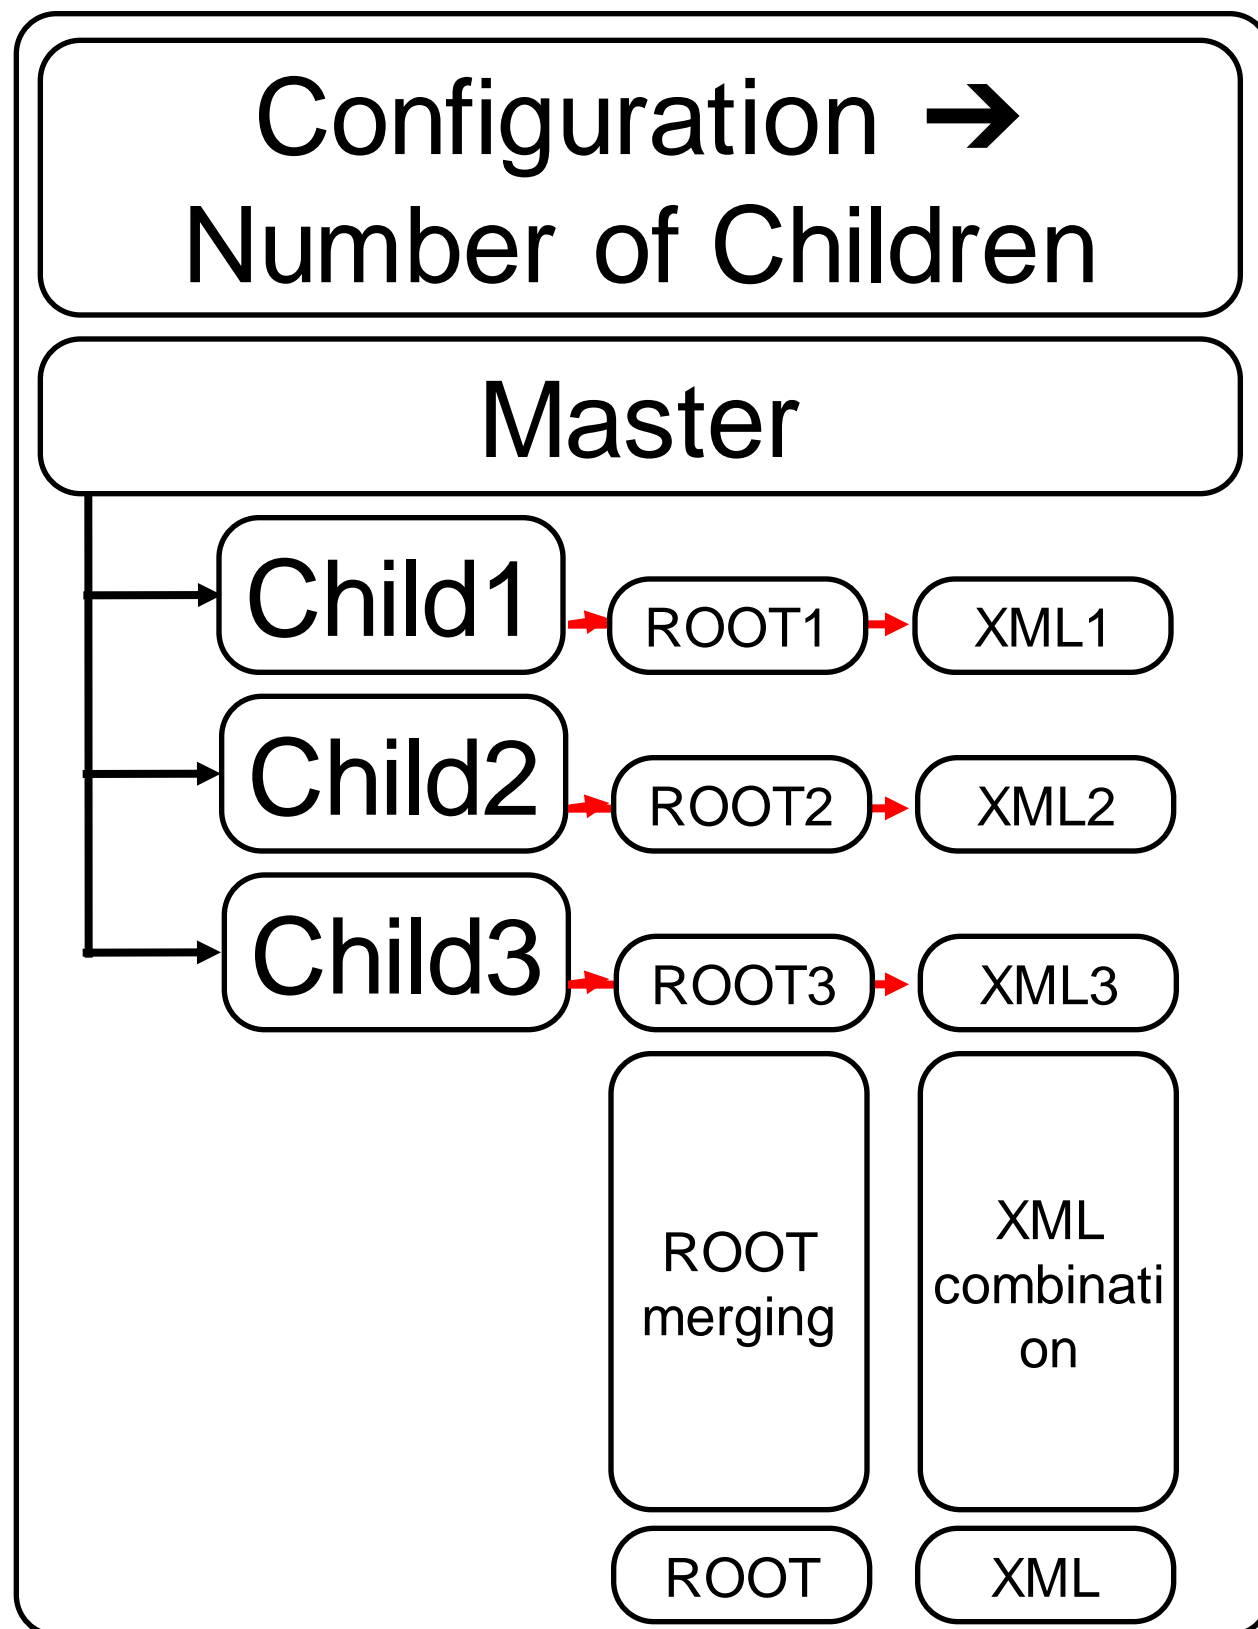 Configuration ➔
Number of Children
Master
Child1
ROOT1
XML1
Child2
ROOT2
XML2
Child3
ROOT3
XML3
ROOT
merging
XML
combinati
on
ROOT
XML